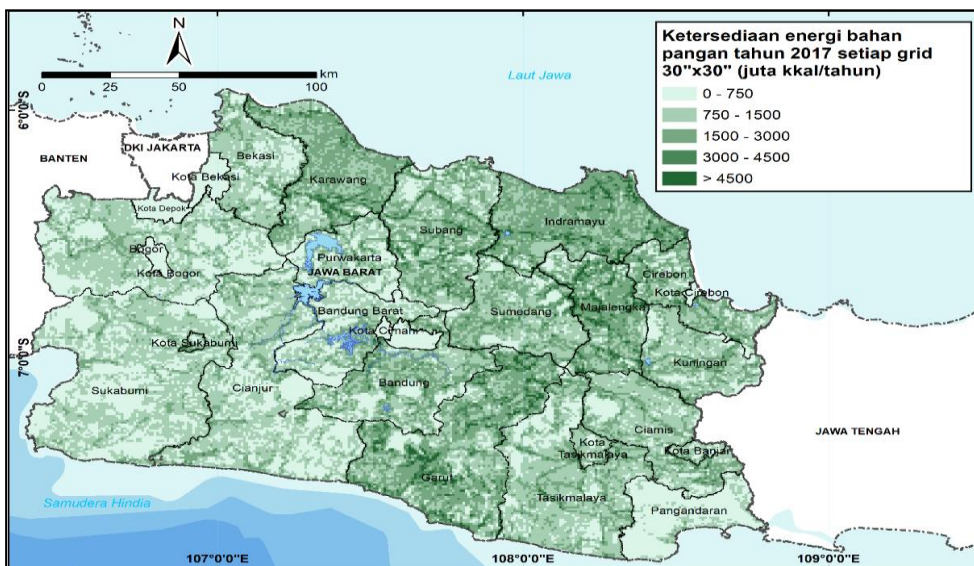 Ketersediaan energi bahan
pangan tahun 2017 setiap grid
30"x30" (juta kkal/tahun)
0 - 750
750 - 1500
1500 - 3000
3000 - 4500
> 4500
N
0 25 50 100
km
Laut Jawa
6°0'0"S
BANTEN
DKI JAKARTA
Bekasi
Kota Bekasi
Karawang
Kota Depok
Subang
Indramayu
Bogor
Kota Bogor
Purwakarta
JAWA BARAT
Cirebon
Kota Cirebon
Majalengka
Sumedang
Bandung Barat
Kota Cimahi
7°0'0"S
Kota Sukabumi
Kuningan
Sukabumi
Cianjur
Bandung
Ciamis
JAWA TENGAH
Kota
Tasikmalaya
Kota Banjar
Garut
Tasikmalaya
Pangandaran
Samudera Hindia
107°0'0"E
108°0'0"E
109°0'0"E